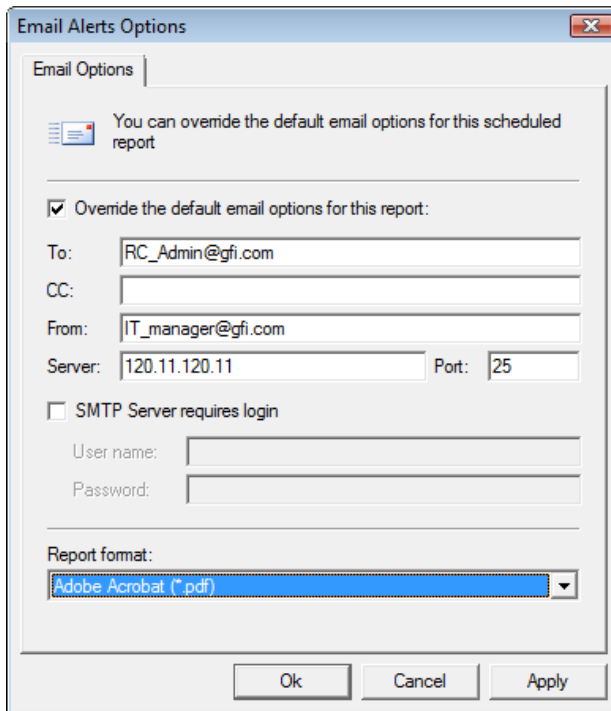 Email Alerts Options
Email Options
You can override the default email options for this scheduled
report
Override the default email options for this report:
To: RC_Admin@gfi.com
CC:
From: IT_manager@gfi.com
Server: 120.11.120.11 Port: 25
SMTP Server requires login
User name:
Password:
Report format:
Adobe Acrobat (*.pdf)
Ok Cancel Apply